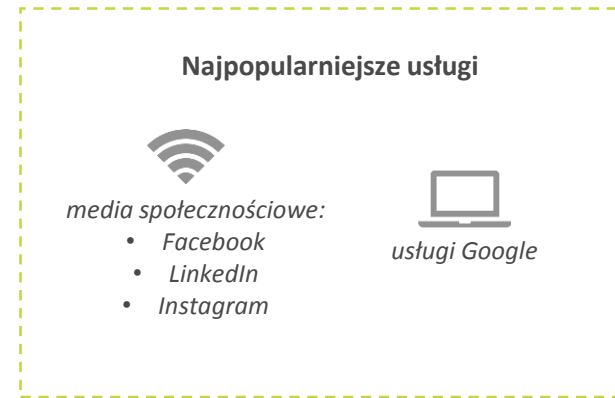 Najpopularniejsze usługi
media społecznościowe:
• Facebook
• LinkedIn
• Instagram
usługi Google